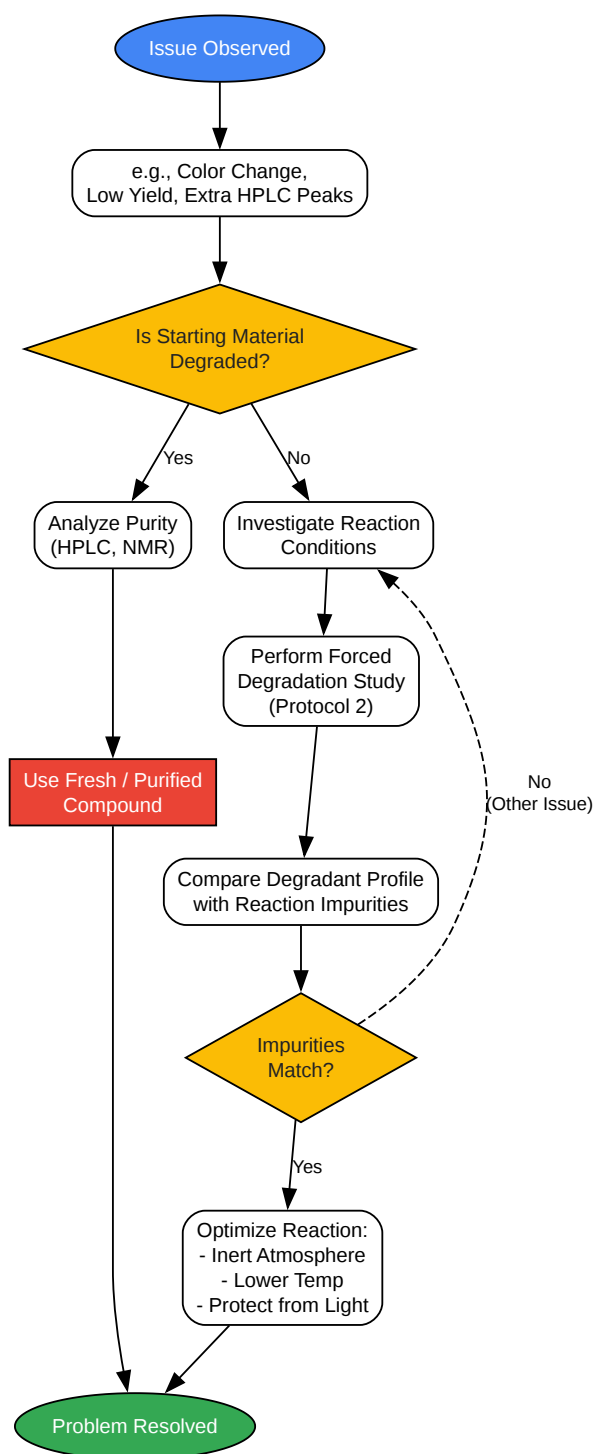 Issue Observed
e.g., Color Change,
Low Yield, Extra HPLC Peaks
Is Starting Material
Degraded?
Yes
No
Analyze Purity
(HPLC, NMR)
Investigate Reaction
Conditions
Perform Forced
Degradation Study
(Protocol 2)
Use Fresh / Purified
Compound
No
(Other Issue)
Compare Degradant Profile
with Reaction Impurities
Impurities
Match?
Yes
Optimize Reaction:
- Inert Atmosphere
- Lower Temp
- Protect from Light
Problem Resolved